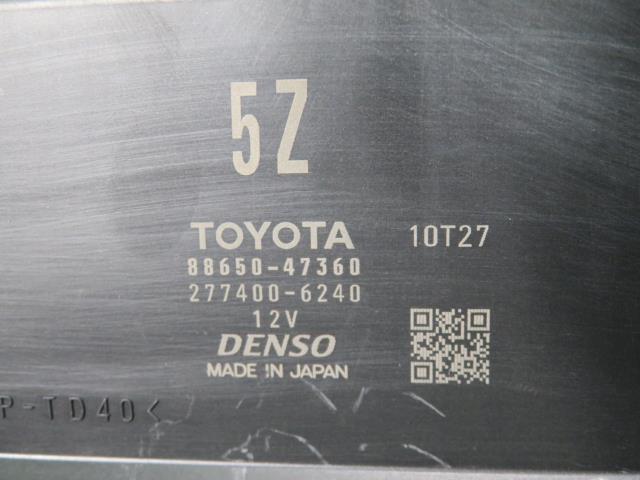 5Z
TOYOTA 10T27
88650-47360
277400-6240
12V
DENSO
MADE IN JAPAN
P-TD40<